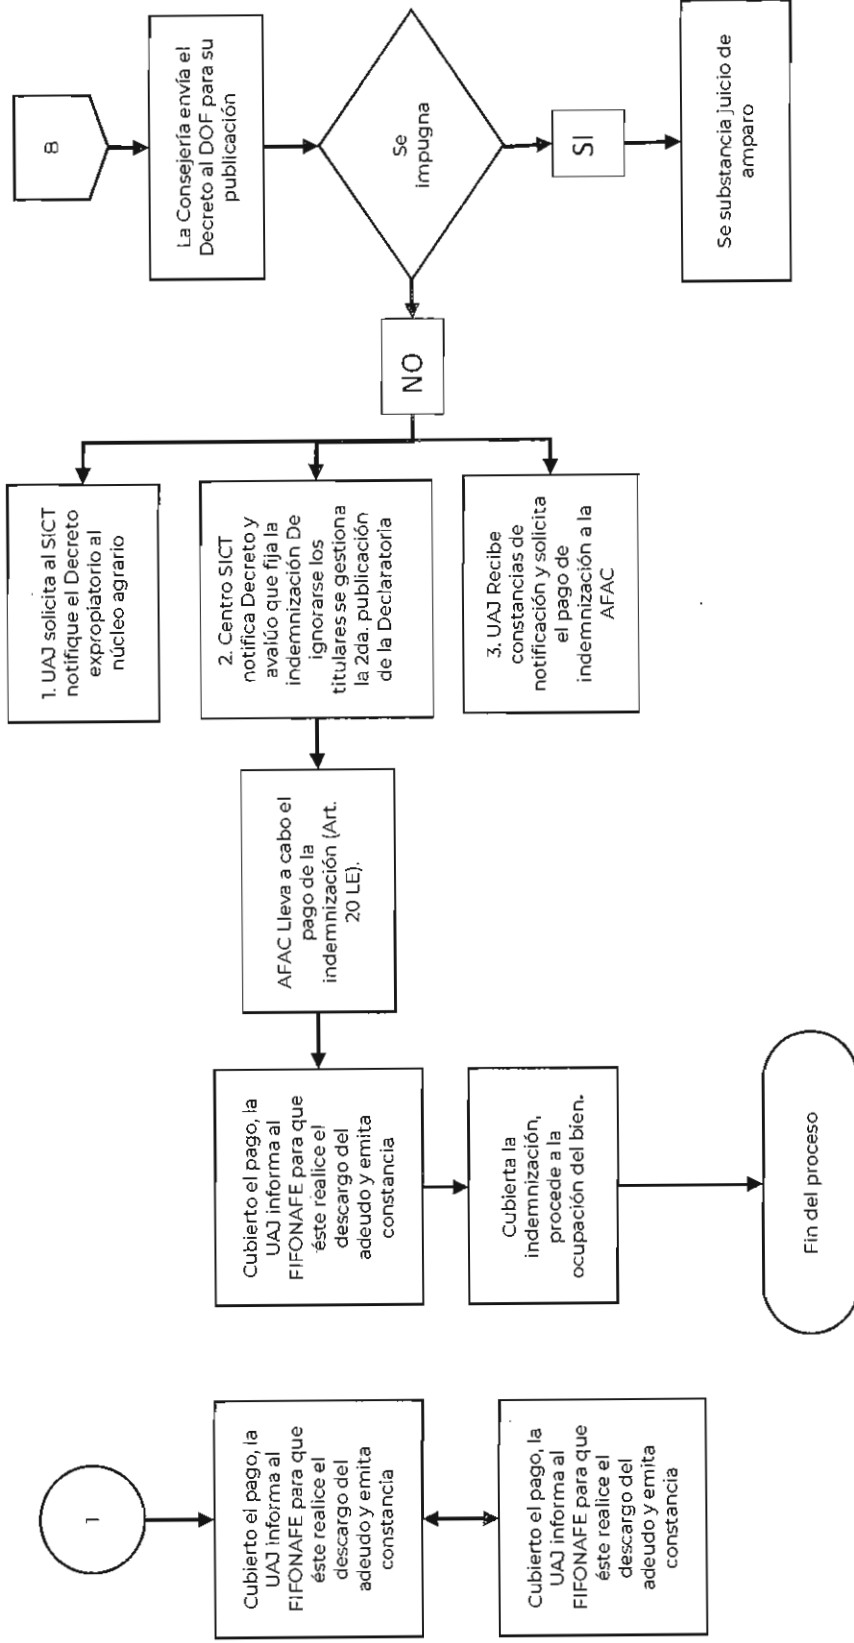 8
La Consejería envía el
Decreto al DOF para su
publicación
Se
impugna
SI
Se substancia juicio de
amparo
NO
1. UAJ solicita al SICT
notifique el Decreto
expropiatorio al
núcleo agrario
2. Centro SICT
notifica Decreto y
avalúo que fija la
indemnización De
ignorarse los
titulares se gestiona
la 2da. publicación
de la Declaratoria
3. UAJ Recibe
constancias de
notificación y solicita
el pago de
indemnización a la
AFAC
AFAC Lleva a cabo el
pago de la
indemnización (Art.
20 LE).
Cubierto el pago, la
UAJ informa al
FIFONAFE para que
éste realice el
descargo del
adeudo y emita
constancia
Cubierta la
indemnización,
procede a la
ocupación del bien.
Fin del proceso
1
Cubierto el pago, la
UAJ informa al
FIFONAFE para que
éste realice el
descargo del
adeudo y emita
constancia
Cubierto el pago, la
UAJ informa al
FIFONAFE para que
éste realice el
descargo del
adeudo y emita
constancia